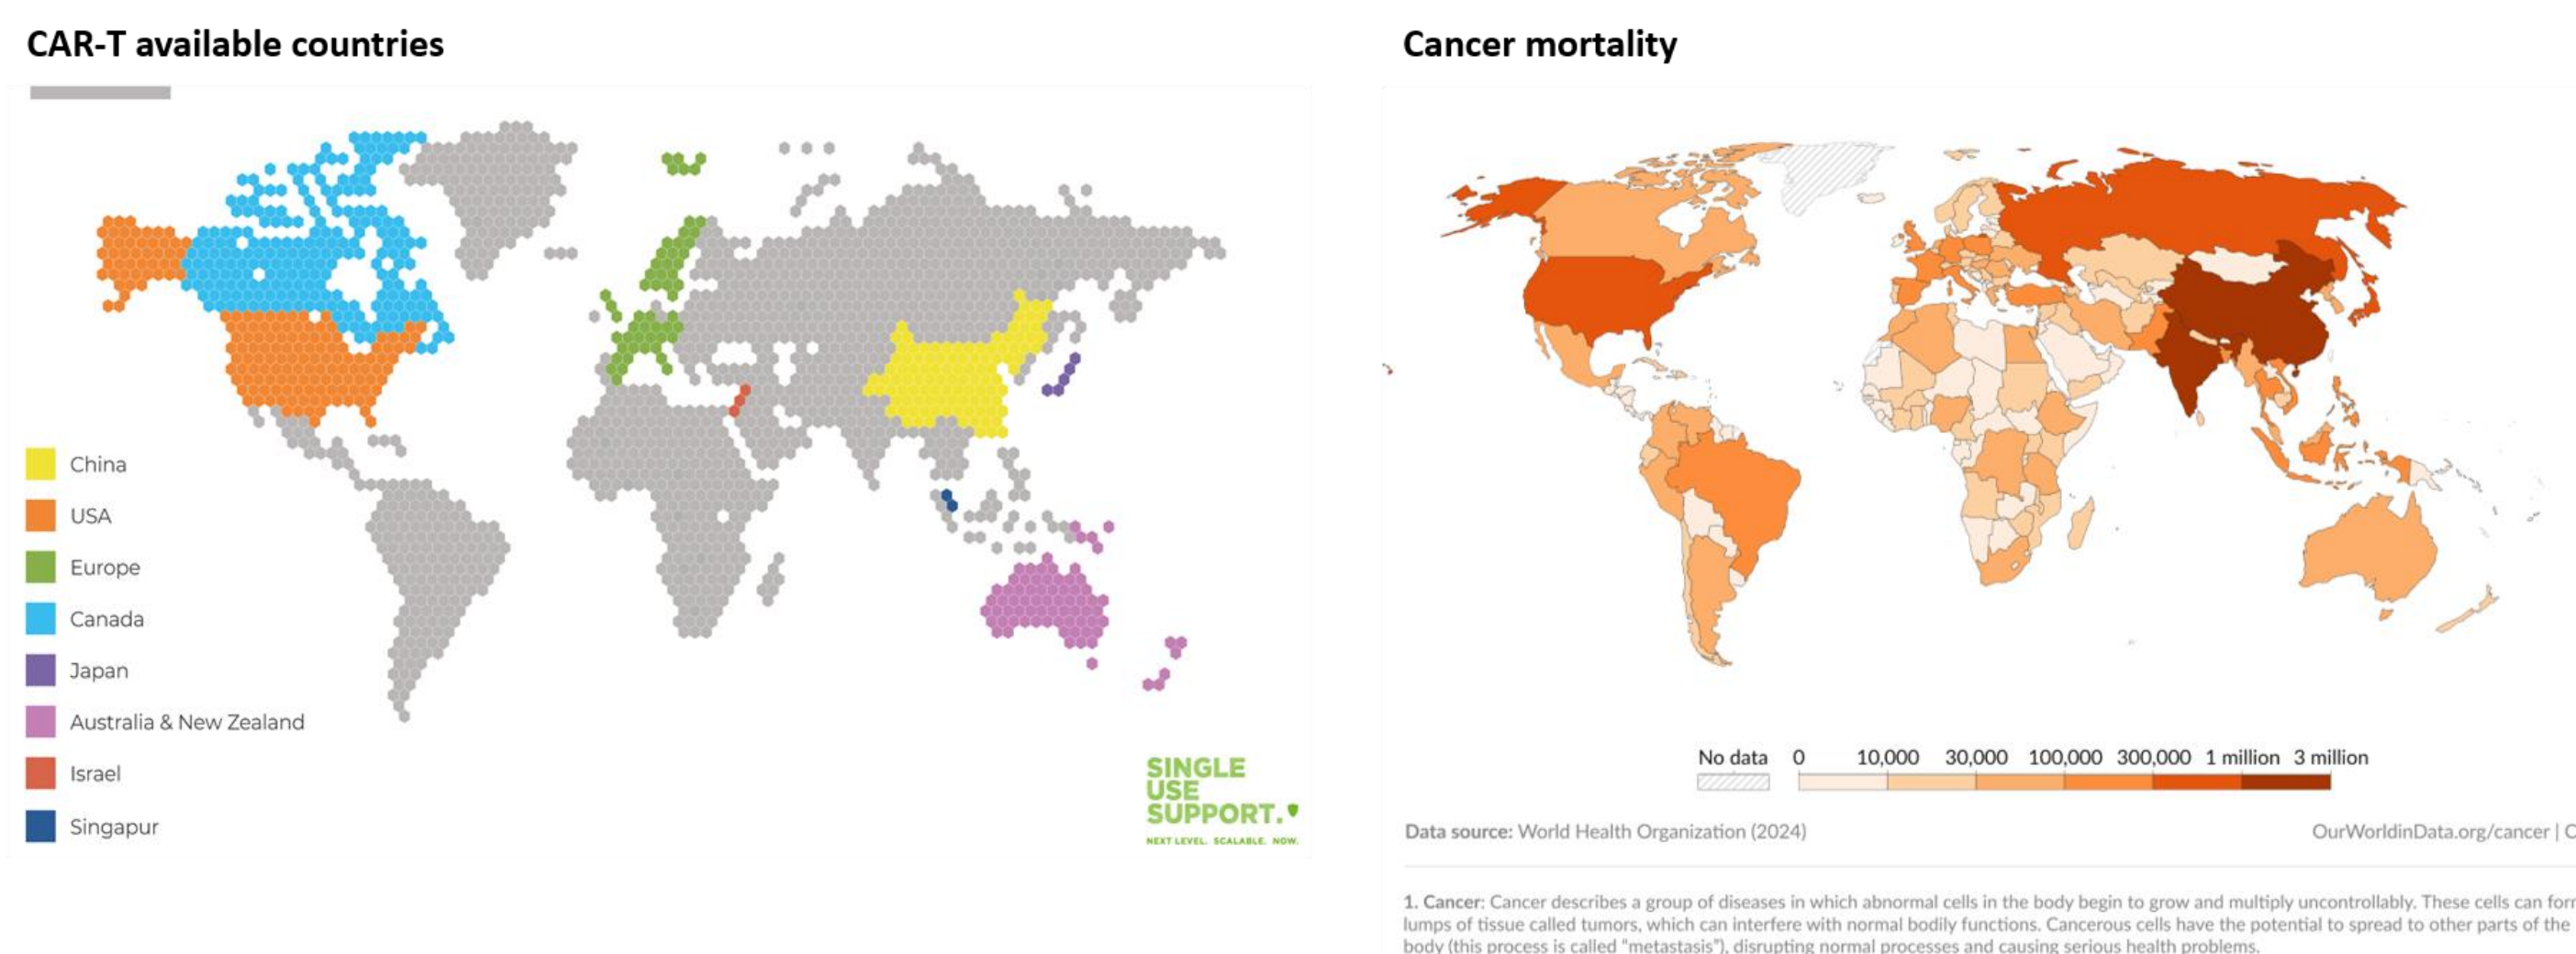 CAR-T available countries
China
USA
Europe
Canada
Japan
Australia & New Zealand
Israel
Singapur
SINGLE
USE
SUPPORT.
NEXT LEVEL. SCALABLE. NOW.
Cancer mortality
No data 0 10,000 30,000 100,000 300,000 1 million 3 million
Data source: World Health Organization (2024)
OurWorldinData.org/cancer | C
1. Cancer: Cancer describes a group of diseases in which abnormal cells in the body begin to grow and multiply uncontrollably. These cells can for
lumps of tissue called tumors, which can interfere with normal bodily functions. Cancerous cells have the potential to spread to other parts of the
body (this process is called "metastasis"), disrupting normal processes and causing serious health problems.